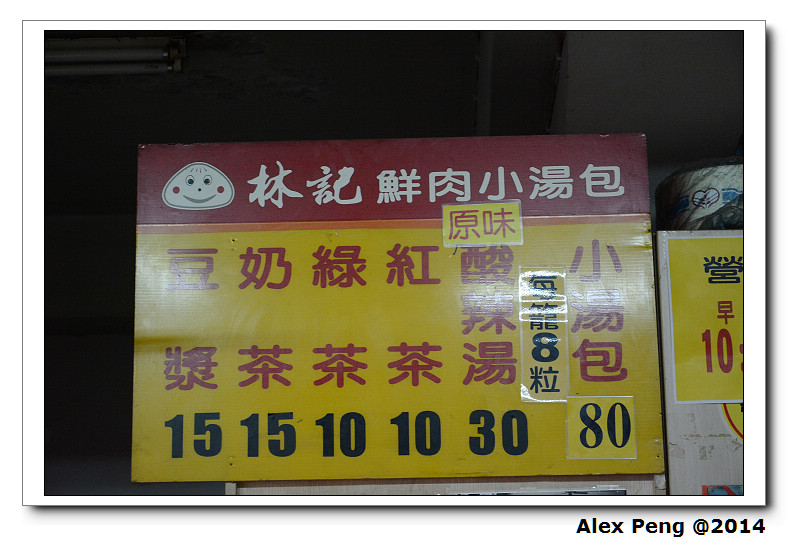 林記 鮮肉小湯包
小湯包 80
每籠8粒
原味
酸辣湯 30
紅茶 10
綠茶 10
奶茶 15
豆漿 15
營
早
10:
Alex Peng @2014